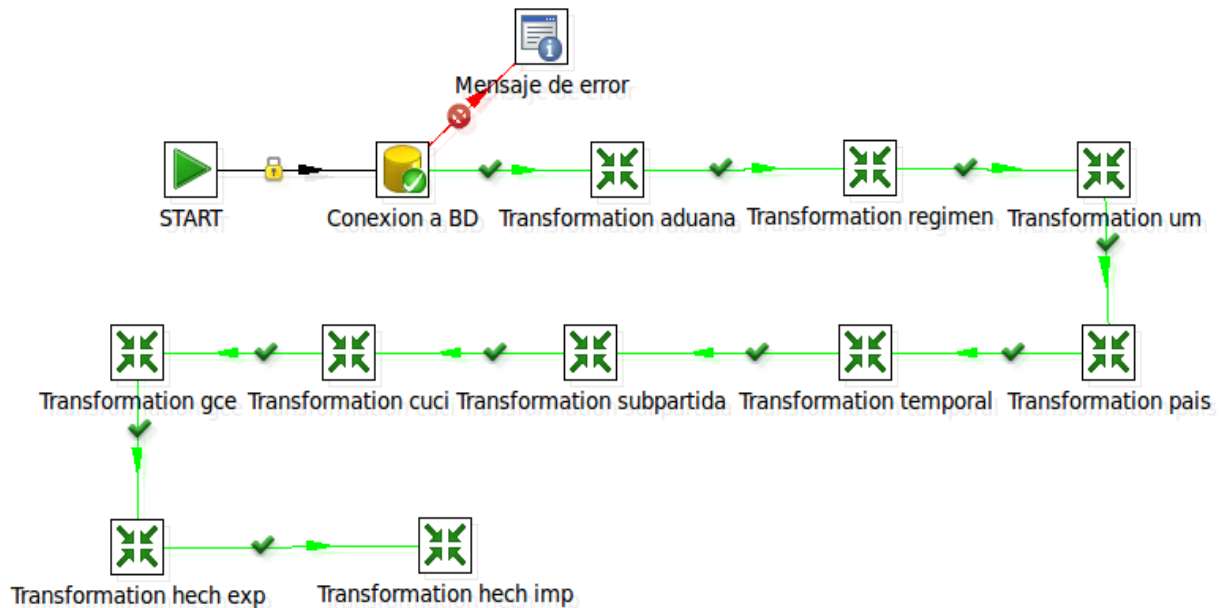 Mensaje de error
START
Conexion a BD
Transformation aduana
Transformation regimen
Transformation um
Transformation gce
Transformation cuci
Transformation subpartida
Transformation temporal
Transformation pais
Transformation hech exp
Transformation hech imp